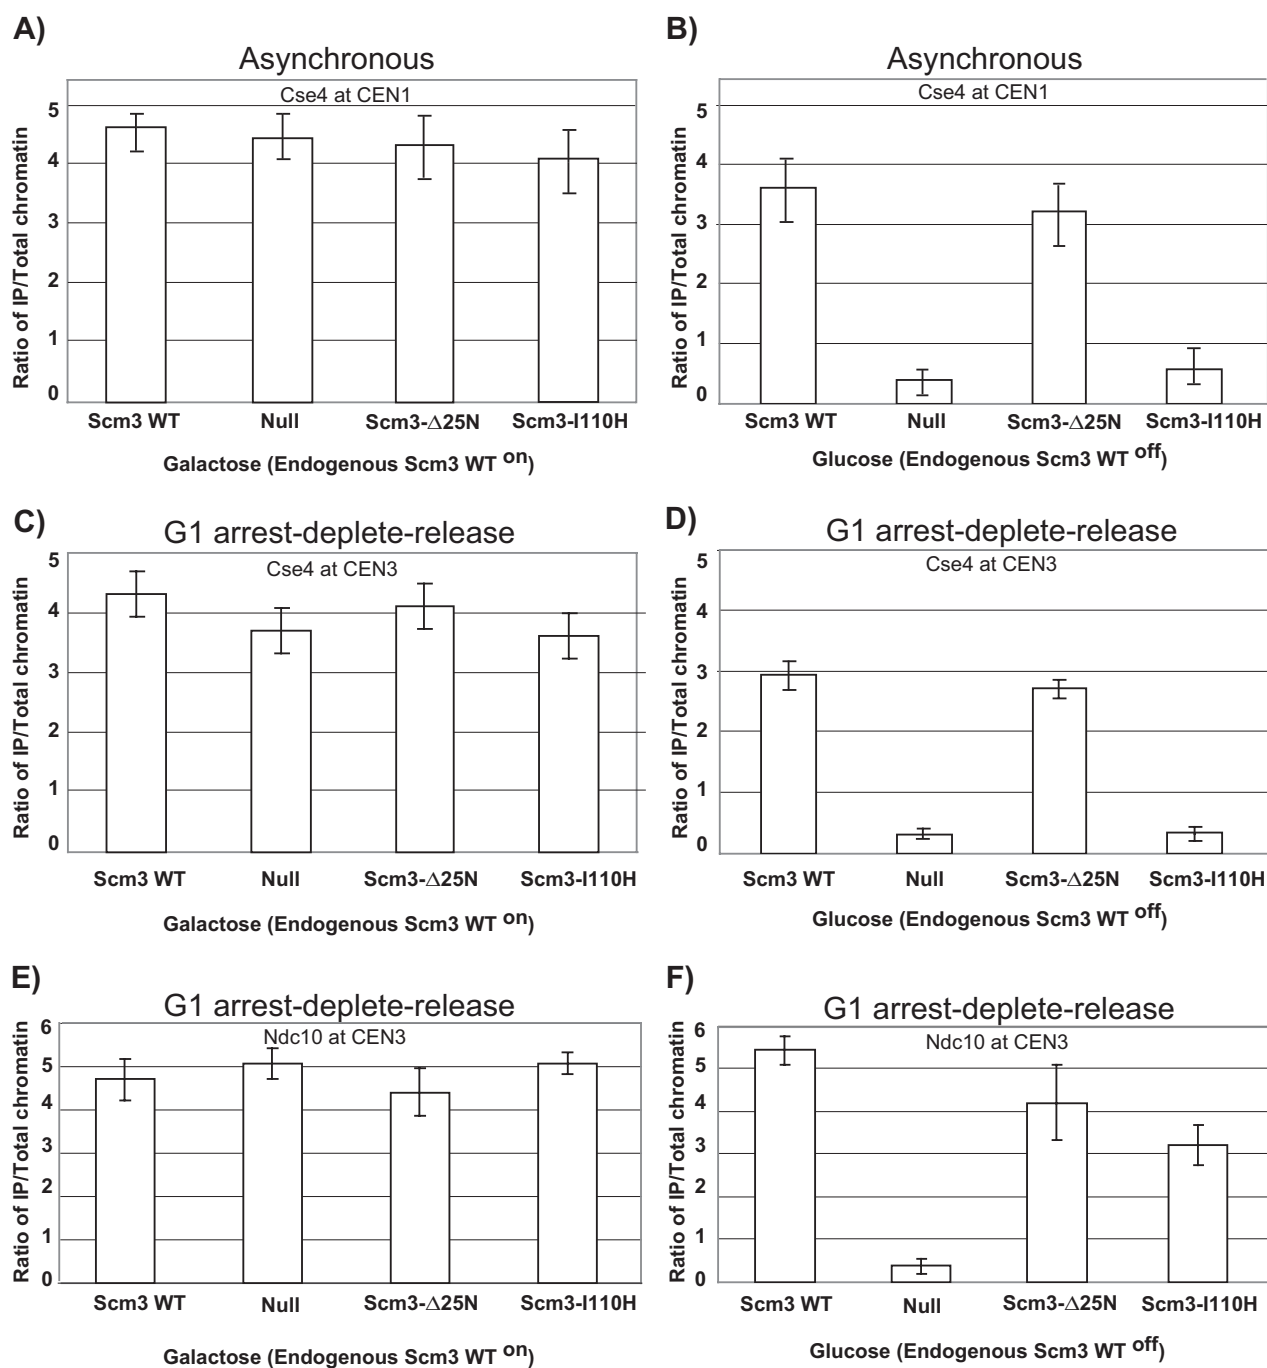 A)
Asynchronous
Cse4 at CEN1
Ratio of IP/Total chromatin
5
4
3
2
1
0
Scm3 WT Null Scm3-Δ25N Scm3-I110H
Galactose (Endogenous Scm3 WT on)
B)
Asynchronous
Cse4 at CEN1
Ratio of IP/Total chromatin
5
4
3
2
1
0
Scm3 WT Null Scm3-Δ25N Scm3-I110H
Glucose (Endogenous Scm3 WT off)
C)
G1 arrest-deplete-release
Cse4 at CEN3
Ratio of IP/Total chromatin
5
4
3
2
1
0
Scm3 WT Null Scm3-Δ25N Scm3-I110H
Galactose (Endogenous Scm3 WT on)
D)
G1 arrest-deplete-release
Cse4 at CEN3
Ratio of IP/Total chromatin
5
4
3
2
1
0
Scm3 WT Null Scm3-Δ25N Scm3-I110H
Glucose (Endogenous Scm3 WT off)
E)
G1 arrest-deplete-release
Ndc10 at CEN3
Ratio of IP/Total chromatin
6
5
4
3
2
1
0
Scm3 WT Null Scm3-Δ25N Scm3-I110H
Galactose (Endogenous Scm3 WT on)
F)
G1 arrest-deplete-release
Ndc10 at CEN3
Ratio of IP/Total chromatin
6
5
4
3
2
1
0
Scm3 WT Null Scm3-Δ25N Scm3-I110H
Glucose (Endogenous Scm3 WT off)